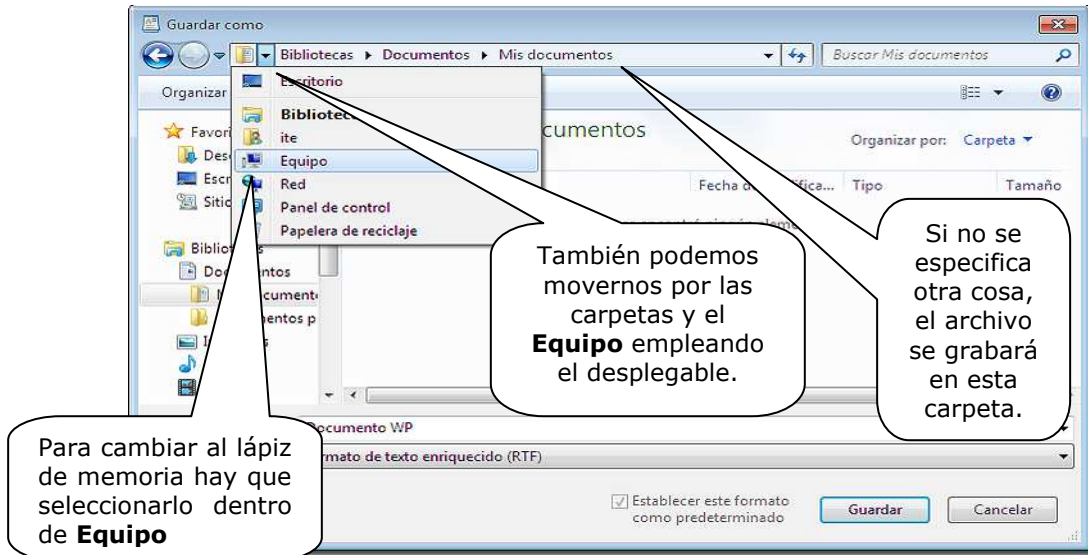 Guardar como
Bibliotecas ▸ Documentos ▸ Mis documentos
Buscar Mis documentos
Organizar
Escritorio
ite
Equipo
Red
Panel de control
Papelera de reciclaje
Organizar por: Carpeta
Tipo
Tamaño
También podemos
movernos por las
carpetas y el
Equipo empleando
el desplegable.
Si no se
especifica
otra cosa,
el archivo
se grabará
en esta
carpeta.
Para cambiar al lápiz
de memoria hay que
seleccionarlo dentro
de Equipo
Documento WP
de texto enriquecido (RTF)
Establecer este formato
como predeterminado
Guardar
Cancelar